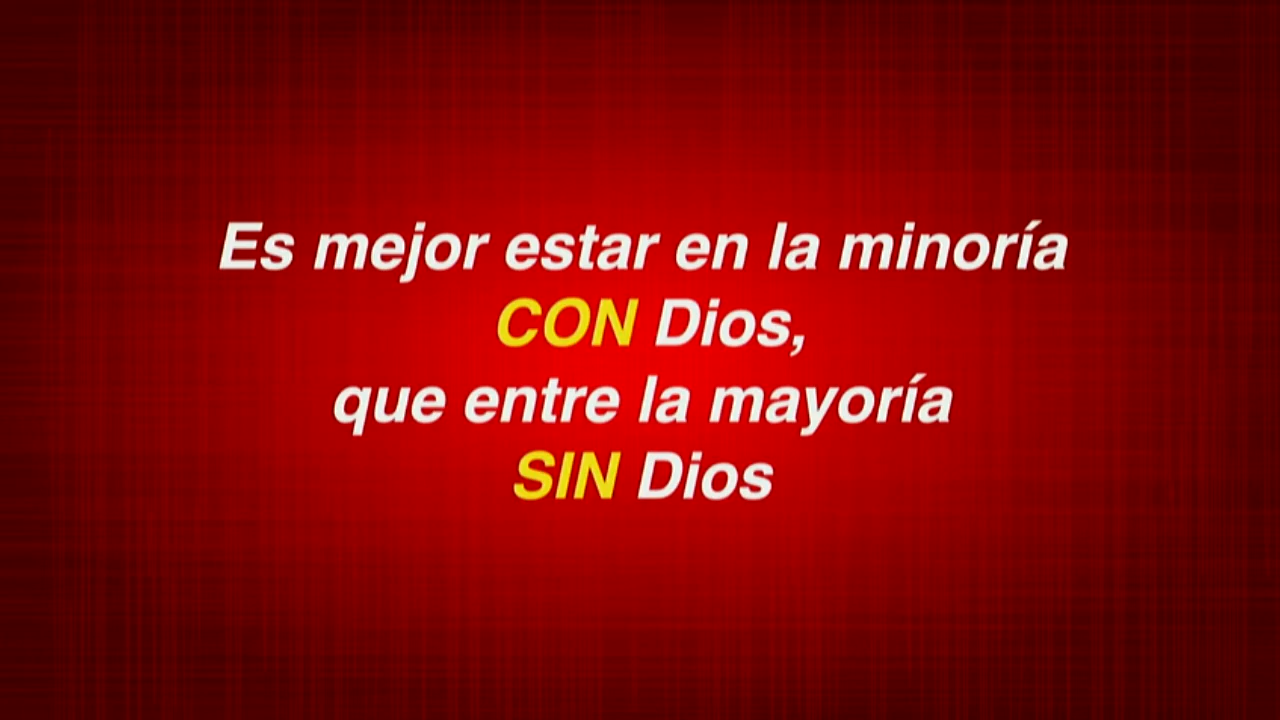 Es mejor estar en la minoría
CON Dios,
que entre la mayoría
SIN Dios